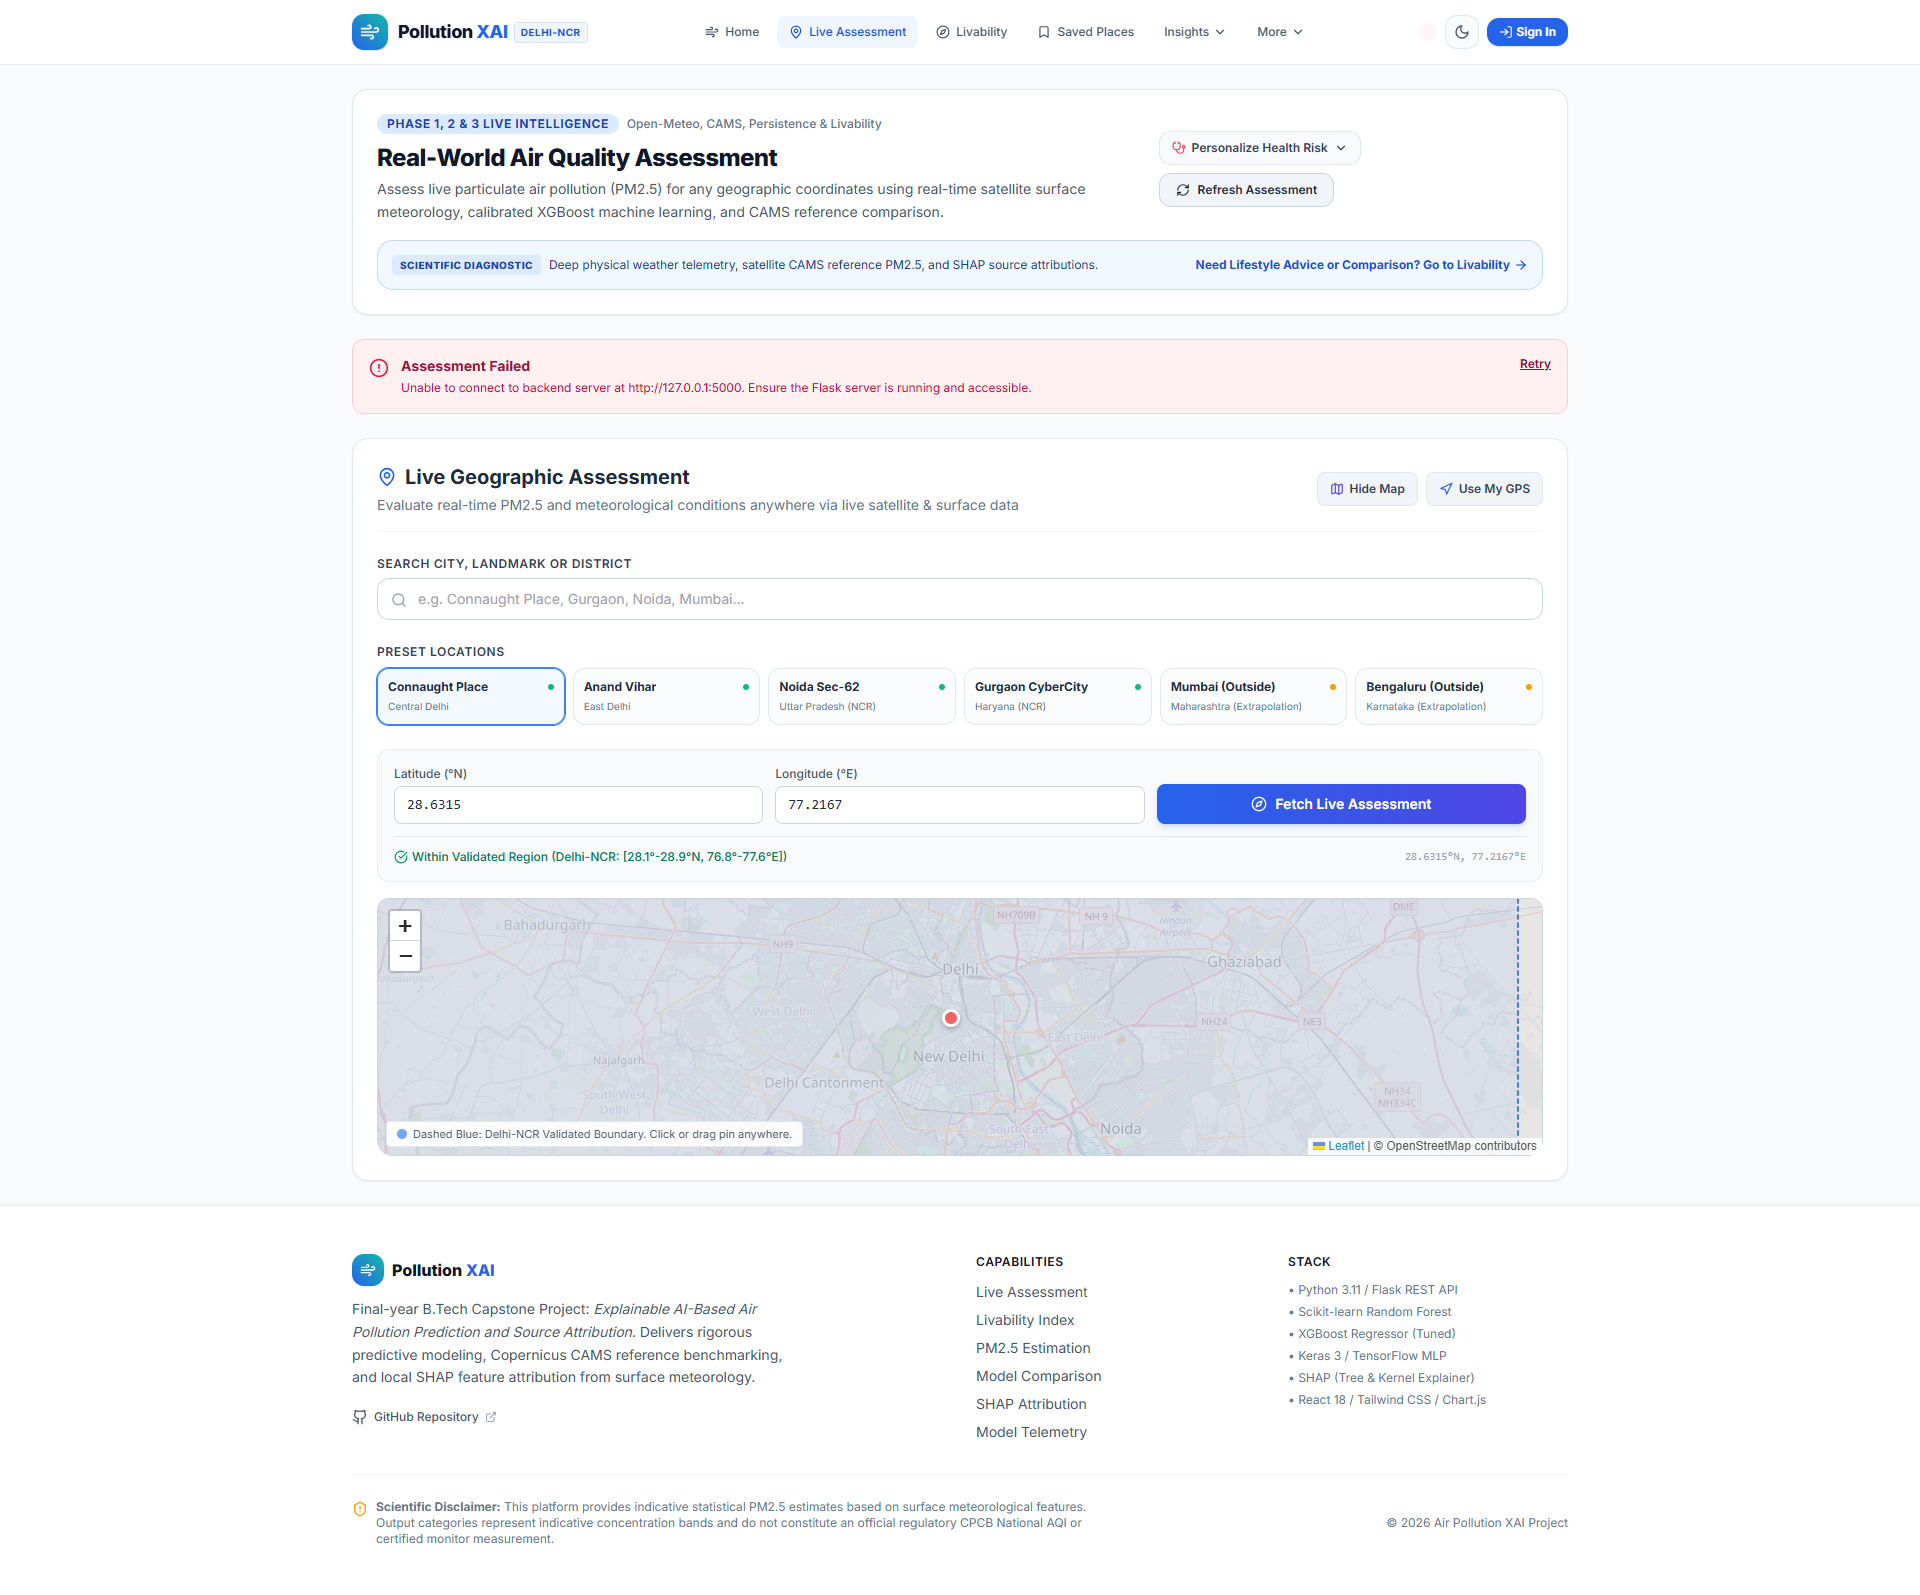 Pollution XAI DELHI-NCR Home Live Assessment Livability Saved Places Insights More Sign In
PHASE 1, 2 & 3 LIVE INTELLIGENCE Open-Meteo, CAMS, Persistence & Livability
Real-World Air Quality Assessment
Assess live particulate air pollution (PM2.5) for any geographic coordinates using real-time satellite surface
meteorology, calibrated XGBoost machine learning, and CAMS reference comparison.
Personalize Health Risk
Refresh Assessment
SCIENTIFIC DIAGNOSTIC Deep physical weather telemetry, satellite CAMS reference PM2.5, and SHAP source attributions. Need Lifestyle Advice or Comparison? Go to Livability →
Assessment Failed
Unable to connect to backend server at http://127.0.0.1:5000. Ensure the Flask server is running and accessible.
Retry
Live Geographic Assessment
Evaluate real-time PM2.5 and meteorological conditions anywhere via live satellite & surface data
Hide Map Use My GPS
SEARCH CITY, LANDMARK OR DISTRICT
e.g. Connaught Place, Gurgaon, Noida, Mumbai...
PRESET LOCATIONS
Connaught Place
Central Delhi
Anand Vihar
East Delhi
Noida Sec-62
Uttar Pradesh (NCR)
Gurgaon CyberCity
Haryana (NCR)
Mumbai (Outside)
Maharashtra (Extrapolation)
Bengaluru (Outside)
Karnataka (Extrapolation)
Latitude (°N)
28.6315
Longitude (°E)
77.2167
Fetch Live Assessment
Within Validated Region (Delhi-NCR: [28.1°-28.9°N, 76.8°-77.6°E])
28.6315°N, 77.2167°E
+
−
Bahadurgarh
NH9
NH709B
NH 9
Hindon
Airport
DME
Delhi
Ghaziabad
West Delhi
NH24
NE3
East Delhi
New Delhi
Najafgarh
Delhi Cantonment
South West
Delhi
NH34
NH334C
South East
Delhi
Noida
Dashed Blue: Delhi-NCR Validated Boundary. Click or drag pin anywhere.
Leaflet | © OpenStreetMap contributors
Pollution XAI
Final-year B.Tech Capstone Project: Explainable AI-Based Air
Pollution Prediction and Source Attribution. Delivers rigorous
predictive modeling, Copernicus CAMS reference benchmarking,
and local SHAP feature attribution from surface meteorology.
GitHub Repository
CAPABILITIES
Live Assessment
Livability Index
PM2.5 Estimation
Model Comparison
SHAP Attribution
Model Telemetry
STACK
• Python 3.11 / Flask REST API
• Scikit-learn Random Forest
• XGBoost Regressor (Tuned)
• Keras 3 / TensorFlow MLP
• SHAP (Tree & Kernel Explainer)
• React 18 / Tailwind CSS / Chart.js
Scientific Disclaimer: This platform provides indicative statistical PM2.5 estimates based on surface meteorological features.
Output categories represent indicative concentration bands and do not constitute an official regulatory CPCB National AQI or
certified monitor measurement.
© 2026 Air Pollution XAI Project